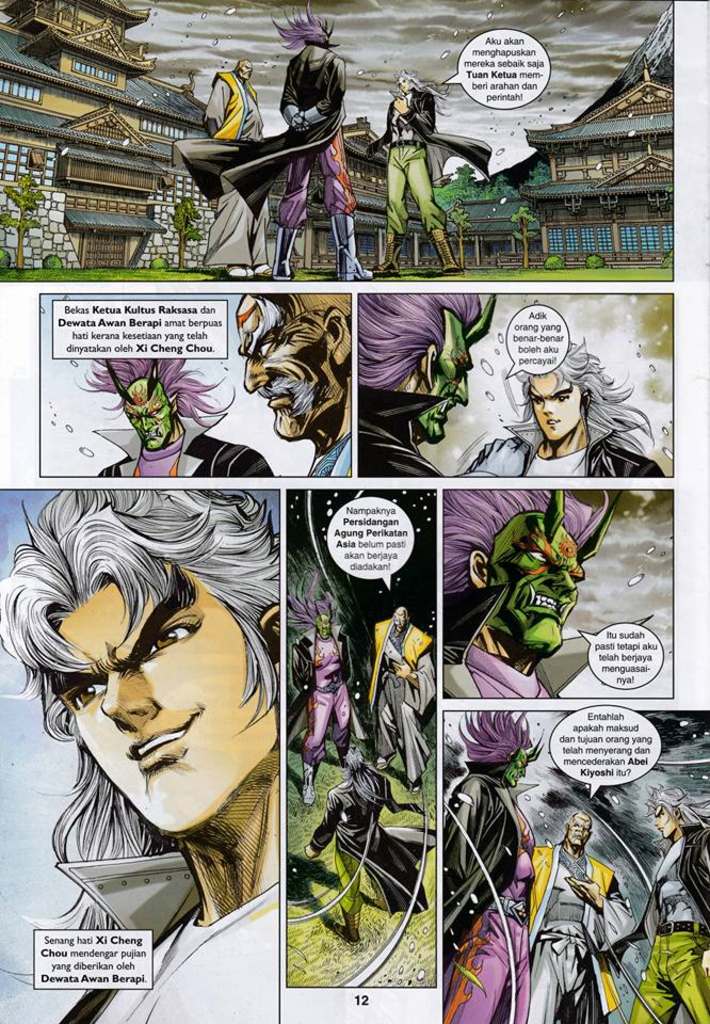 Aku akan
menghapuskan
mereka sebaik saja
Tuan Ketua mem-
beri arahan dan
perintah!
Bekas Ketua Kultus Raksasa dan
Dewata Awan Berapi amat berpuas
hati kerana kesetiaan yang telah
dinyatakan oleh Xi Cheng Chou.
Adik
orang yang
benar-benar
boleh aku
percayai!
Senang hati Xi Cheng
Chou mendengar pujian
yang diberikan oleh
Dewata Awan Berapi.
Nampaknya
Persidangan
Agung Perikatan
Asia belum pasti
akan berjaya
diadakan!
Itu sudah
pasti tetapi aku
telah berjaya
menguasai-
nya!
Entahlah
apakah maksud
dan tujuan orang yang
telah menyerang dan
mencederakan Abei
Kiyoshi itu?
12